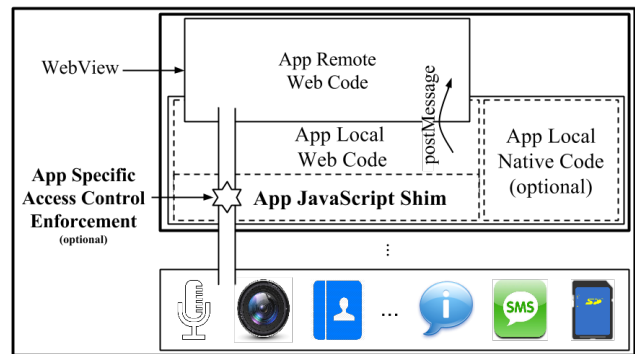 WebView
App Remote
Web Code
postMessage
App Local
Web Code
App Local
Native Code
(optional)
App Specific
Access Control
Enforcement
(optional)
App JavaScript Shim
...
...
i
SMS
SD